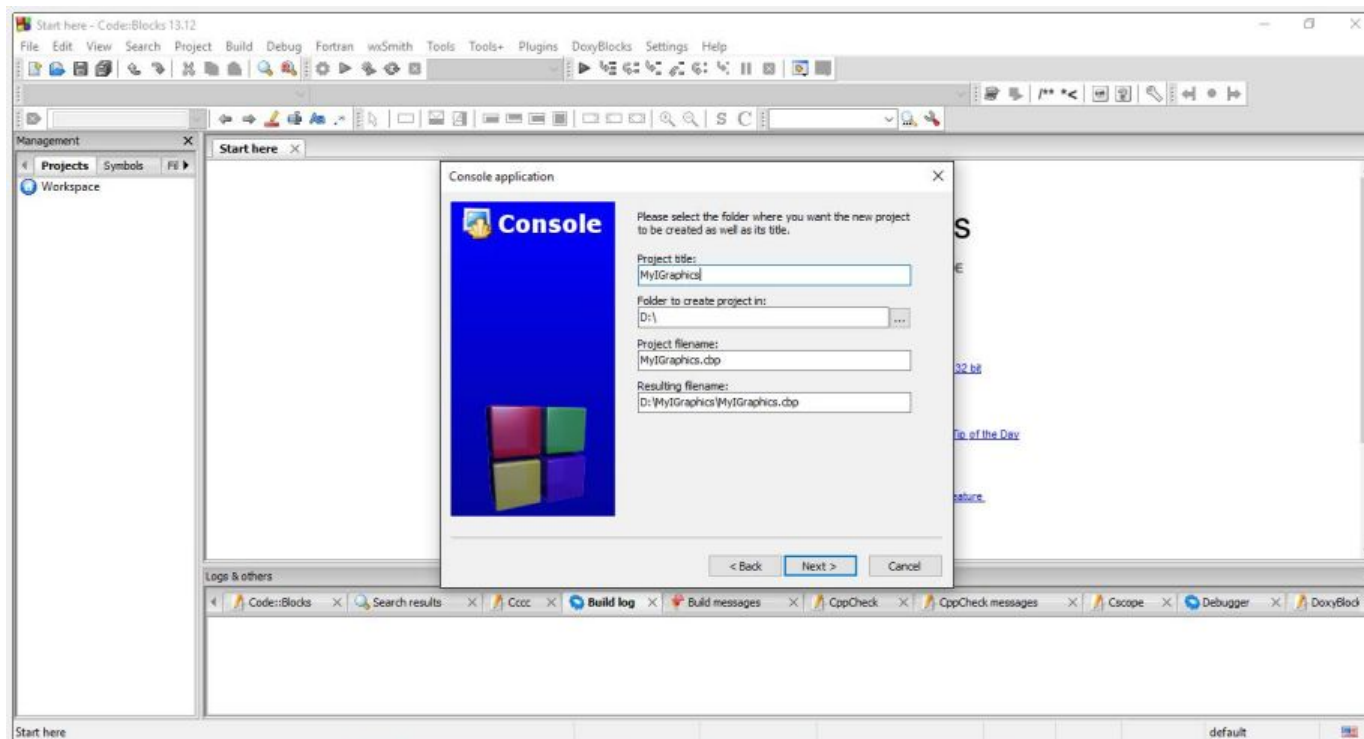 Start here - Code::Blocks 13.12
File Edit View Search Project Build Debug Fortran wxSmith Tools Tools+ Plugins DoxyBlocks Settings Help
/** *<
S C
Management
Projects Symbols Fil
Workspace
Start here
Console application
Console
Please select the folder where you want the new project
to be created as well as its title.
Project title:
MyIGraphics
Folder to create project in:
D:\
...
Project filename:
MyIGraphics.cbp
Resulting filename:
D:\MyIGraphics\MyIGraphics.cbp
< Back Next > Cancel
s
32 bit
Tip of the Day
eature
Logs & others
Code::Blocks Search results Cccc Build log Build messages CppCheck CppCheck messages Cscope Debugger DoxyBlock
Start here default